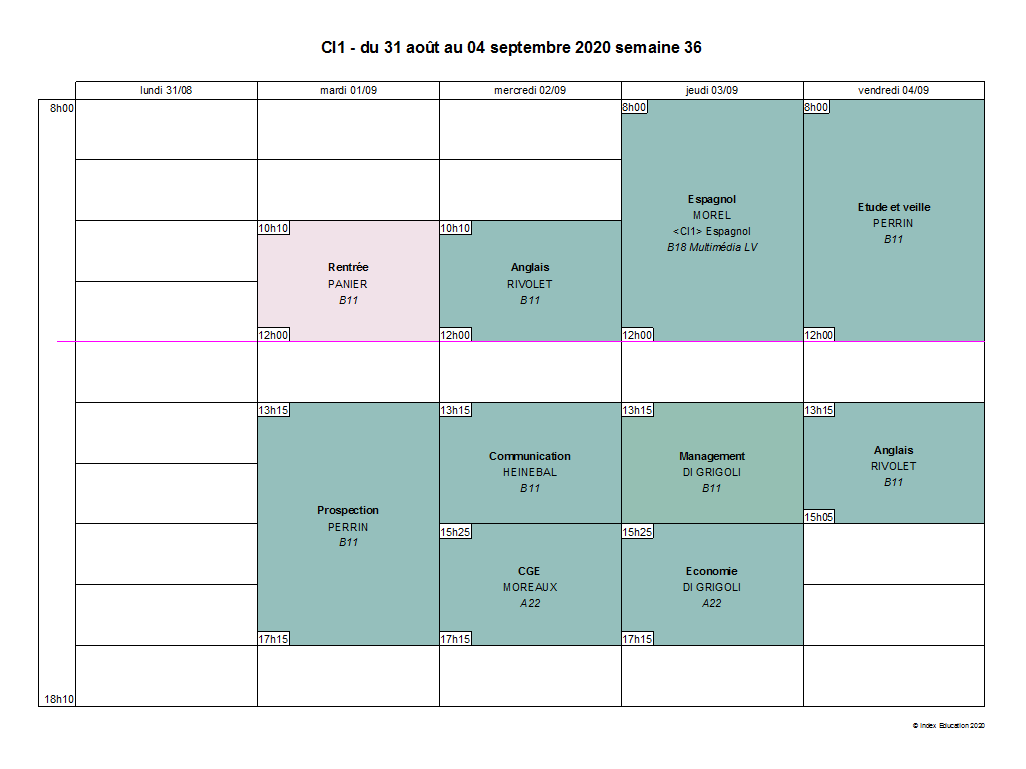 CI1 - du 31 août au 04 septembre 2020 semaine 36
lundi 31/08
mardi 01/09
mercredi 02/09
jeudi 03/09
vendredi 04/09
8h00
18h10
10h10
Rentrée
PANIER
B11
12h00
13h15
Prospection
PERRIN
B11
17h15
10h10
Anglais
RIVOLET
B11
12h00
13h15
Communication
HEINEBAL
B11
15h25
CGE
MOREAUX
A22
17h15
8h00
Espagnol
MOREL
<CI1> Espagnol
B18 Multimédia LV
12h00
13h15
Management
DI GRIGOLI
B11
15h25
Economie
DI GRIGOLI
A22
17h15
8h00
Etude et veille
PERRIN
B11
12h00
13h15
Anglais
RIVOLET
B11
15h05
© Index Education 2020